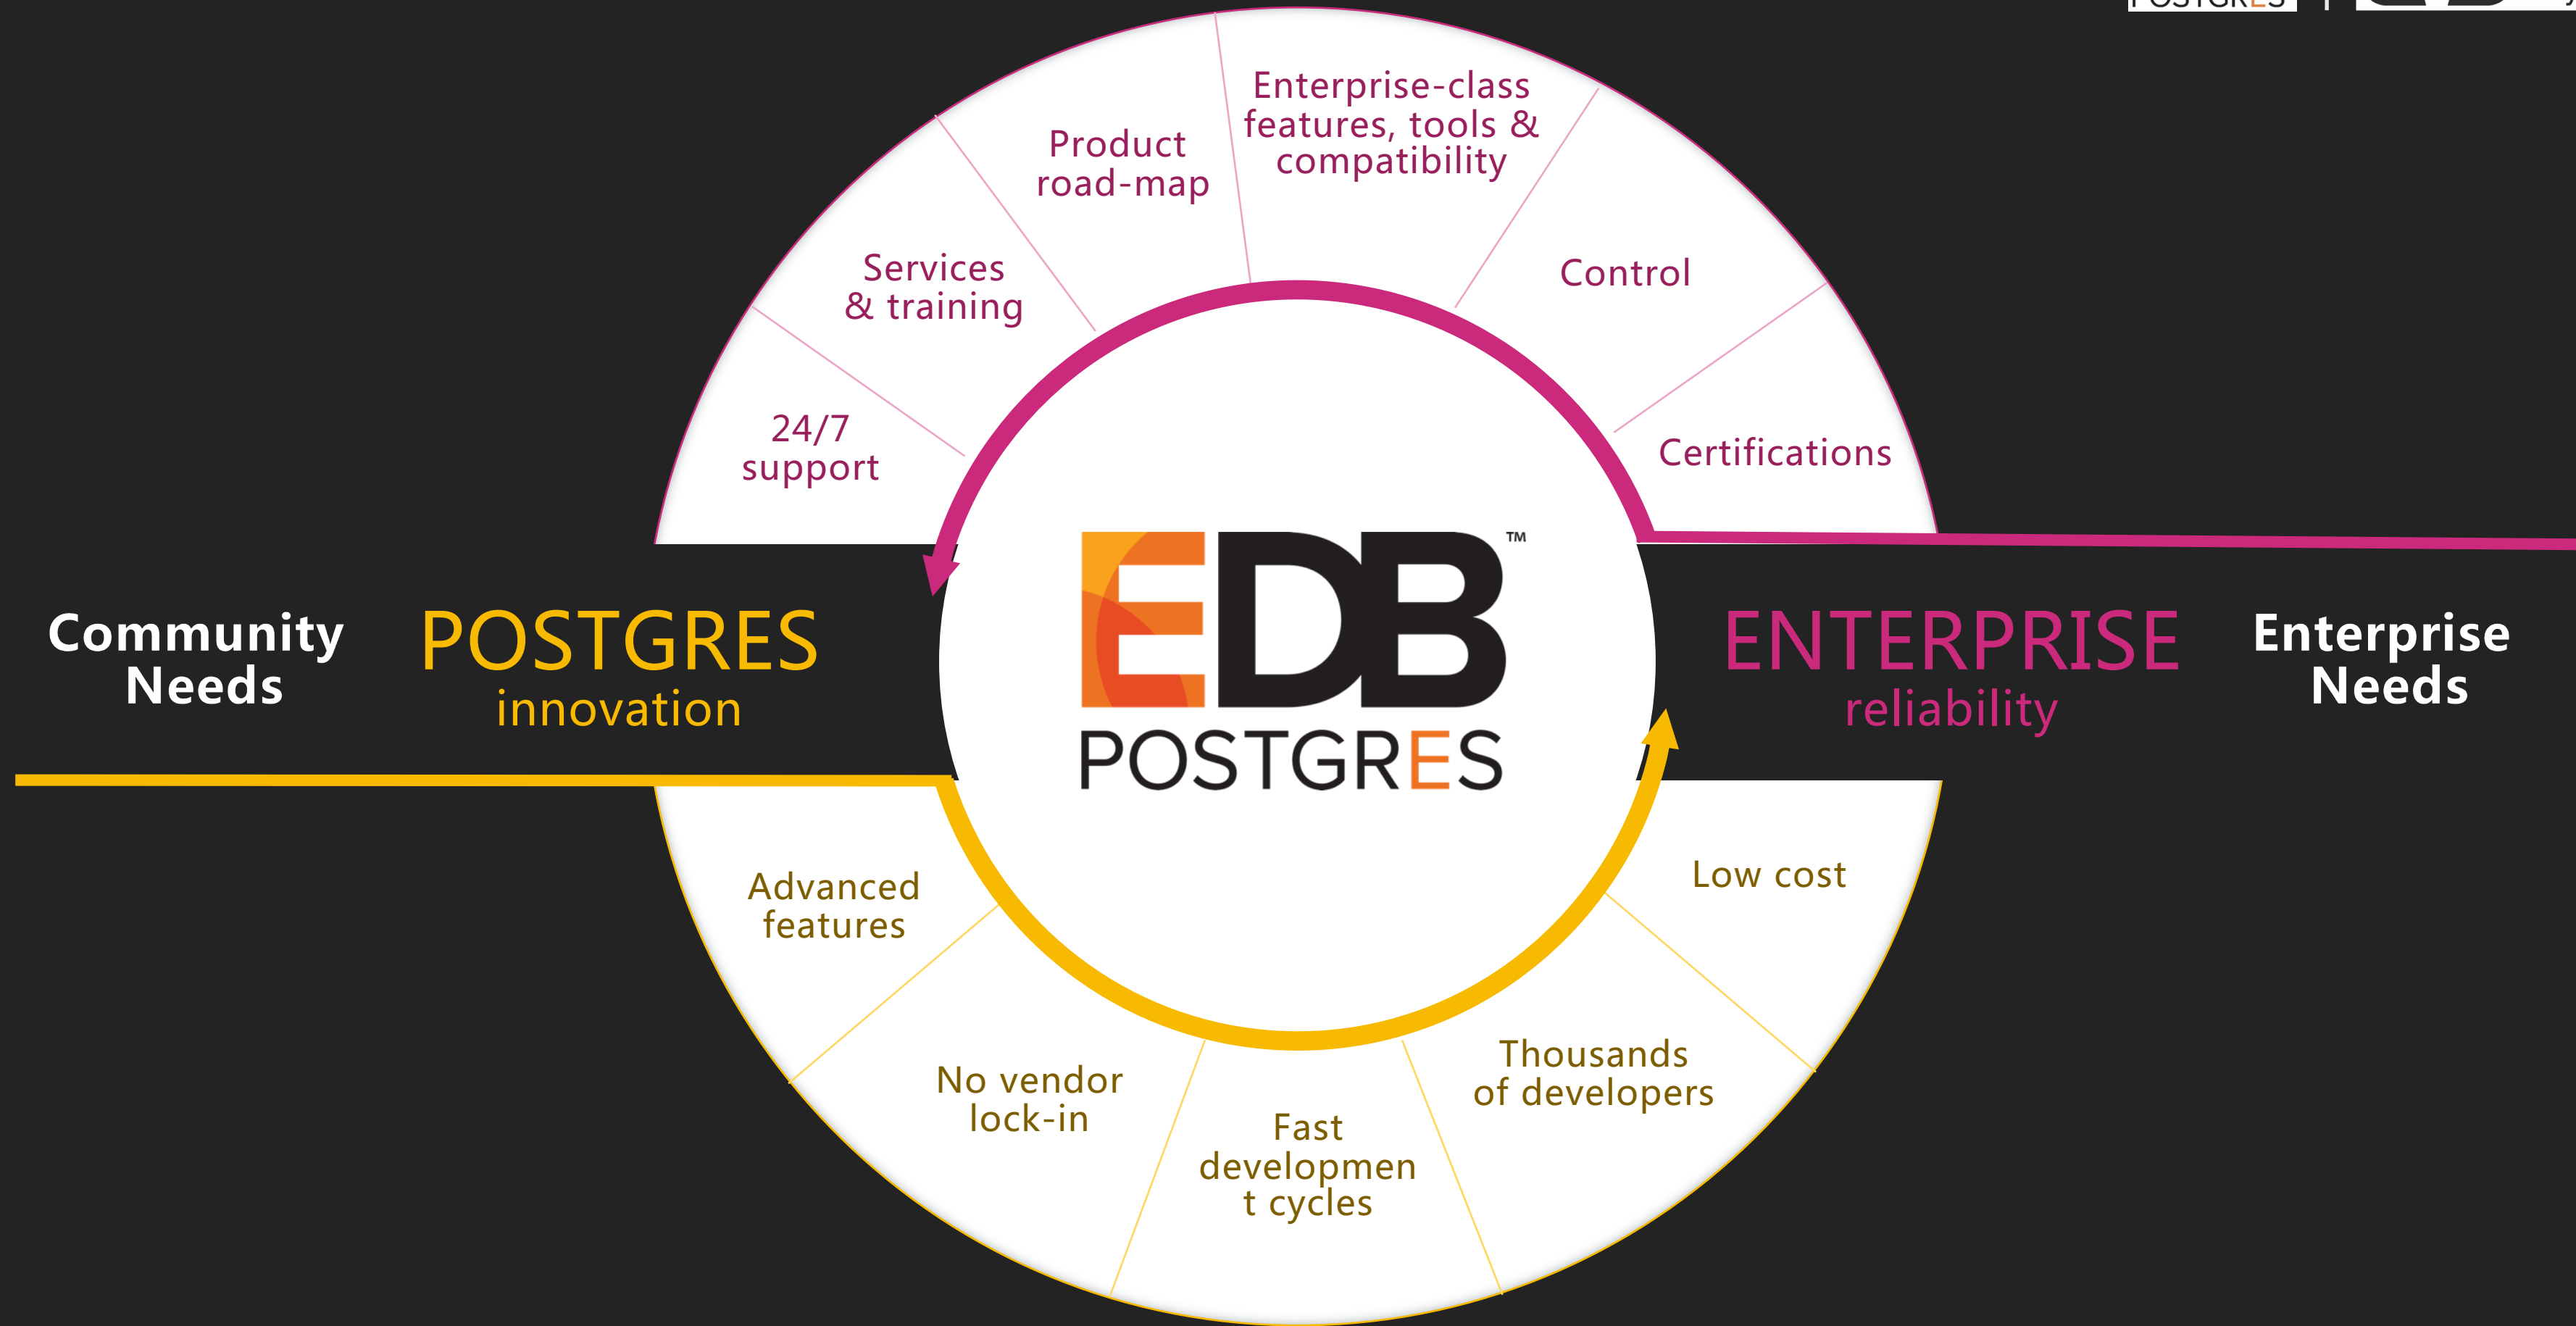 POSTGRES
Enterprise-class
features, tools &
compatibility
Product
road-map
Control
Services
& training
24/7
support
Certifications
EDB™
POSTGRES
Community
Needs
POSTGRES
innovation
ENTERPRISE
reliability
Enterprise
Needs
Advanced
features
Low cost
No vendor
lock-in
Thousands
of developers
Fast
developmen
t cycles